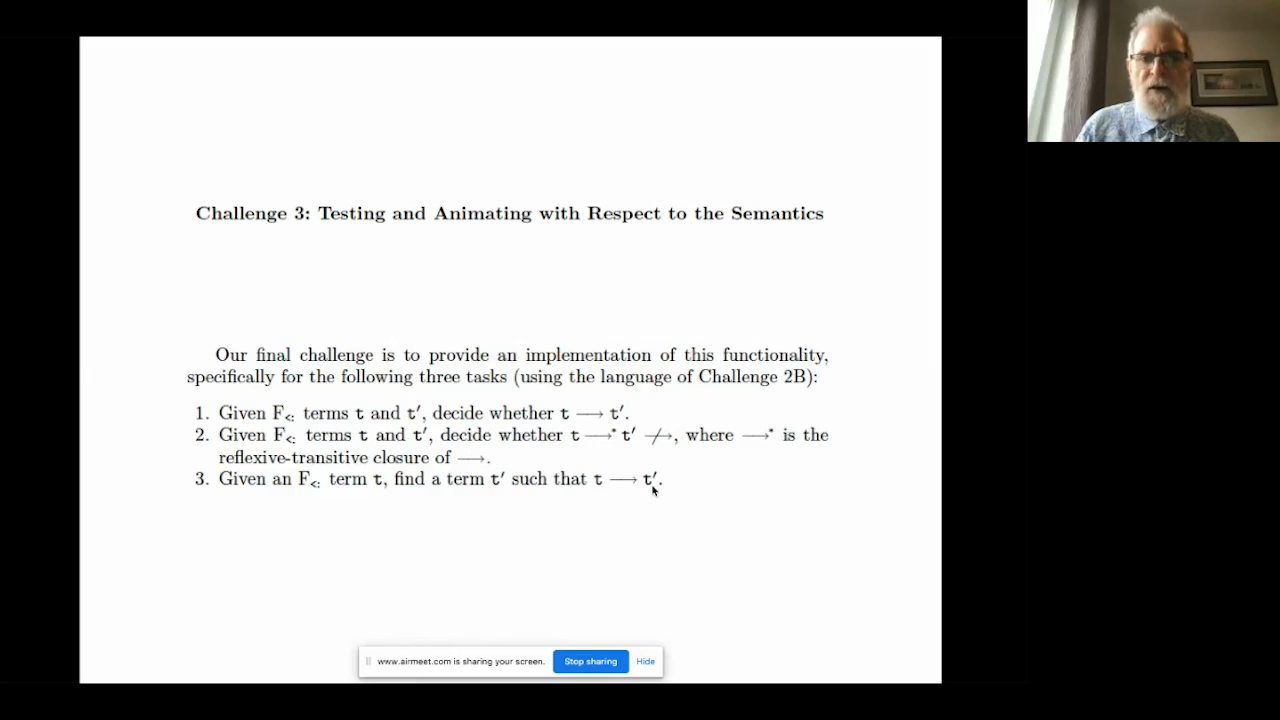 Challenge 3: Testing and Animating with Respect to the Semantics
Our final challenge is to provide an implementation of this functionality,
specifically for the following three tasks (using the language of Challenge 2B):
1. Given F<: terms t and t′, decide whether t ⟶ t′.
2. Given F<: terms t and t′, decide whether t ⟶* t′ ↛, where ⟶* is the
reflexive-transitive closure of ⟶.
3. Given an F<: term t, find a term t′ such that t ⟶ t′.
www.airmeet.com is sharing your screen.
Stop sharing
Hide